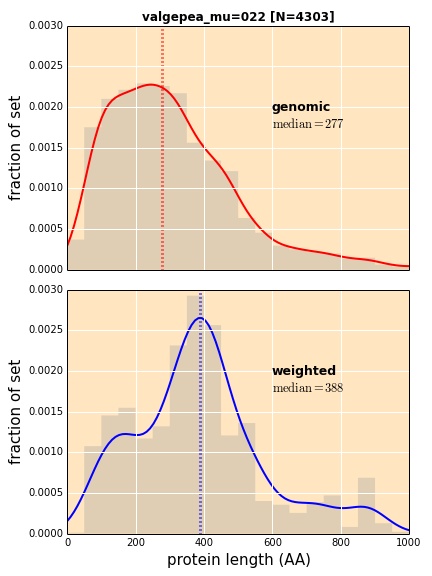 valgepea_mu=022 [N=4303]
0.0030
0.0025
0.0020
0.0015
0.0010
0.0005
0.0000
fraction of set
genomic
median = 277
0.0030
0.0025
0.0020
0.0015
0.0010
0.0005
0.0000
fraction of set
weighted
median = 388
0 200 400 600 800 1000
protein length (AA)